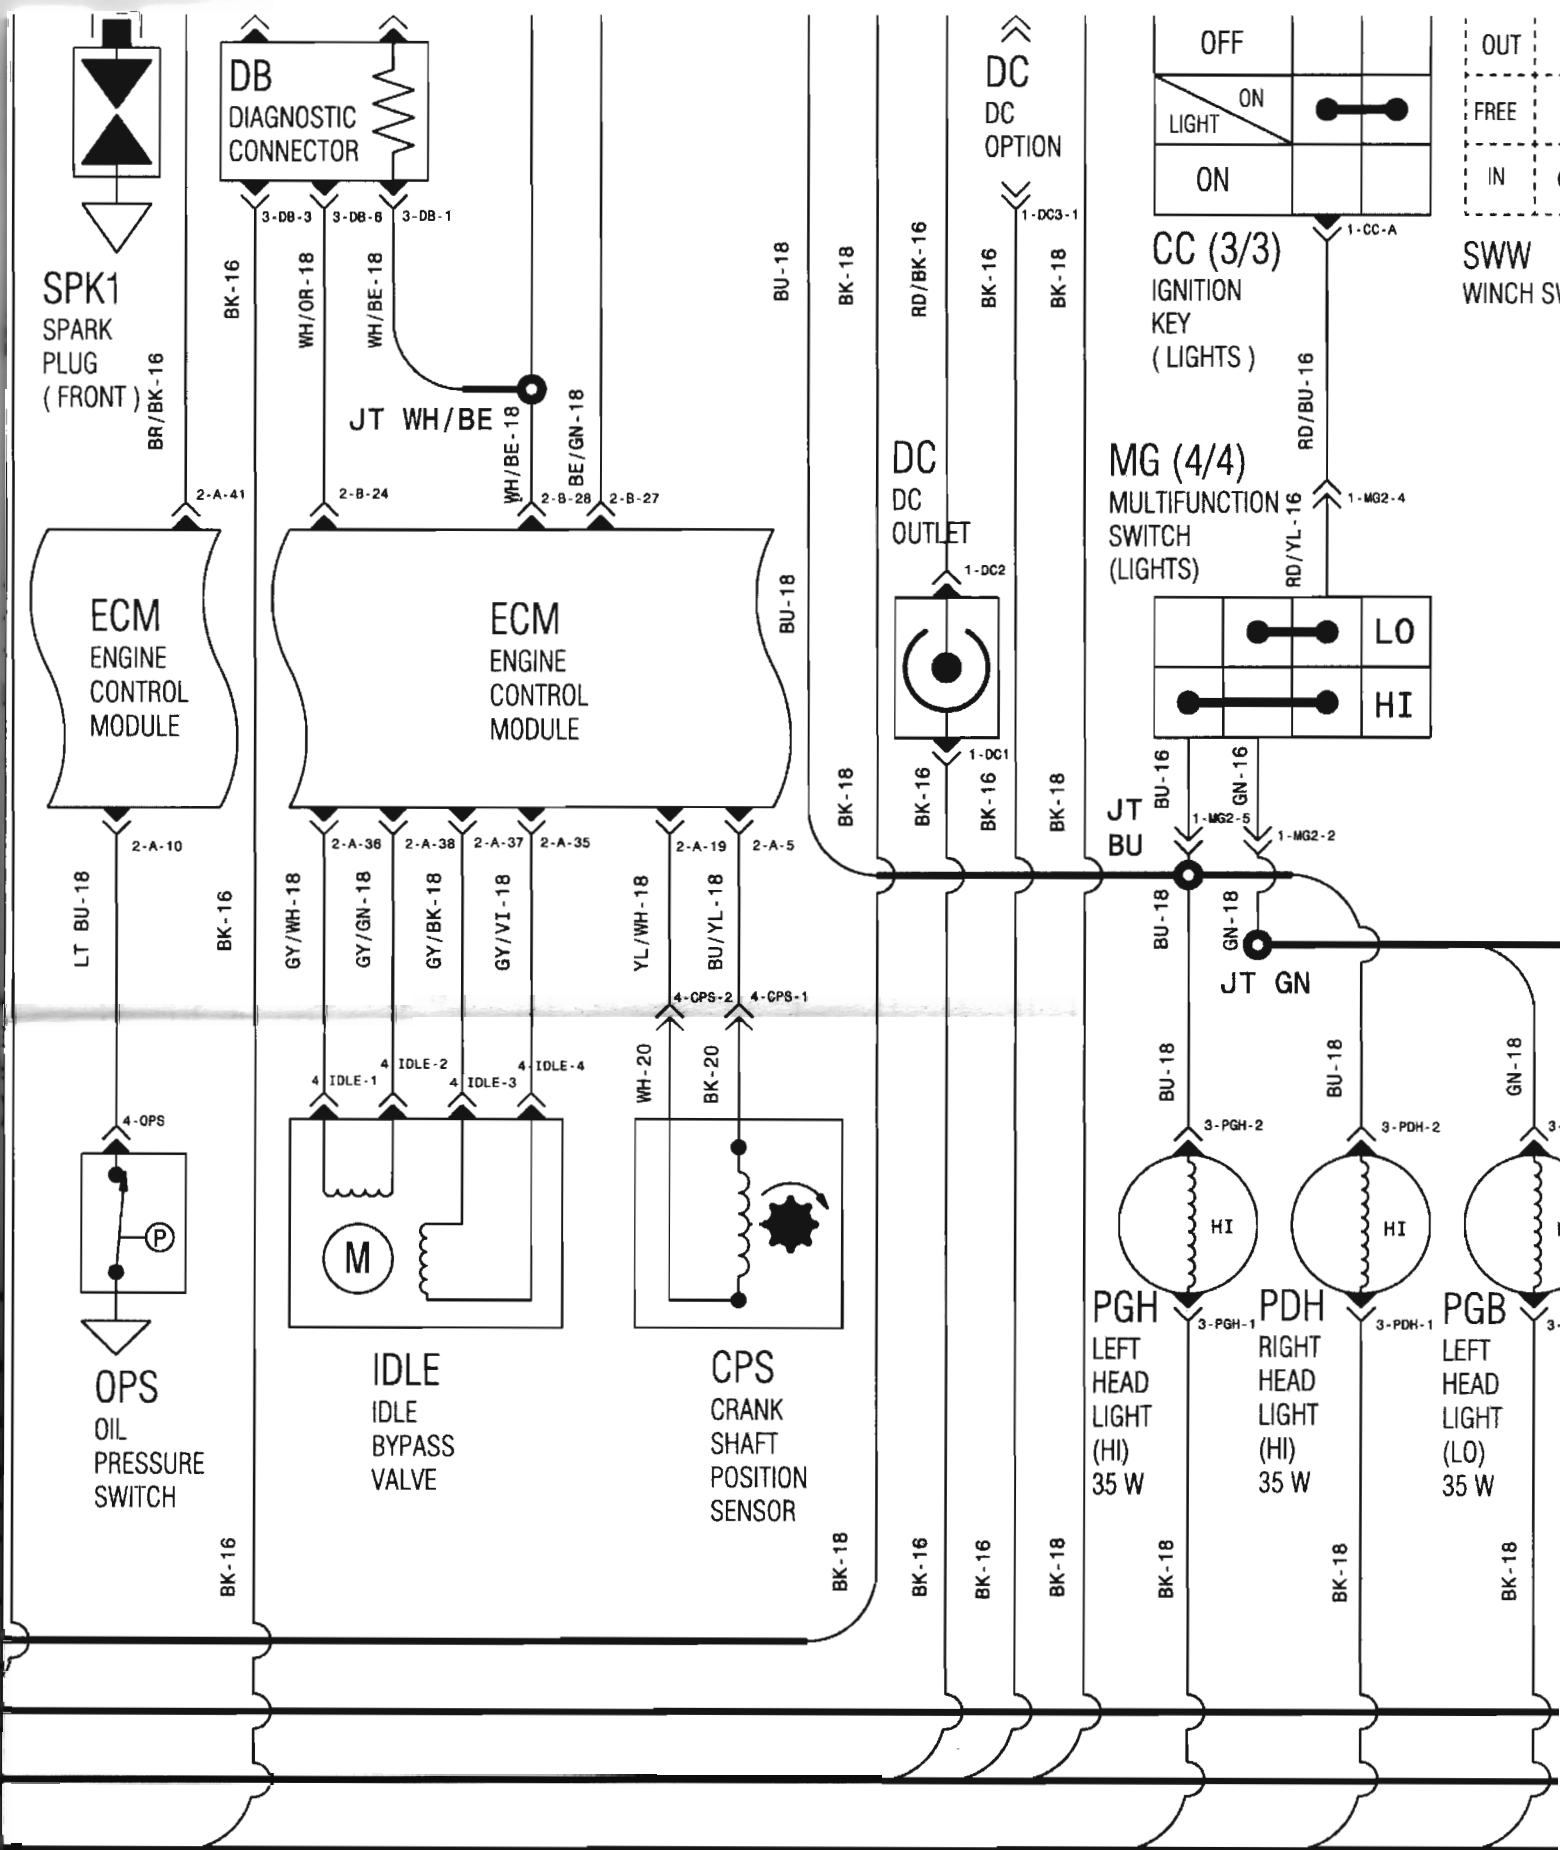 DB
DIAGNOSTIC
CONNECTOR
DC
DC
OPTION
OFF
ON
LIGHT
ON
OUT
FREE
IN
3-DB-3
3-DB-6
3-DB-1
1-DC3-1
1-CC-A
BK-16
WH/OR-18
WH/BE-18
BU-18
BK-18
RD/BK-16
BK-16
BK-18
CC (3/3)
IGNITION
KEY
( LIGHTS )
SWW
WINCH
SPK1
SPARK
PLUG
( FRONT )
BR/BK-16
JT WH/BE
WH/BE-18
BE/GN-18
RD/BU-16
2-A-41
2-B-24
2-B-28
2-B-27
DC
DC
OUTLET
1-DC2
MG (4/4)
MULTIFUNCTION
SWITCH
(LIGHTS)
1-MG2-4
RD/YL-16
ECM
ENGINE
CONTROL
MODULE
ECM
ENGINE
CONTROL
MODULE
BU-18
LO
HI
1-DC1
BK-18
BK-16
BK-16
BK-18
BU-16
GN-16
JT
BU
1-MG2-5
1-MG2-2
2-A-10
2-A-36
2-A-38
2-A-37
2-A-35
2-A-19
2-A-5
LT BU-18
BK-16
GY/WH-18
GY/GN-18
GY/BK-18
GY/VI-18
YL/WH-18
BU/YL-18
BU-18
GN-18
JT GN
4-CPS-2
4-CPS-1
4 IDLE-1
4 IDLE-2
4 IDLE-3
4-IDLE-4
WH-20
BK-20
BU-18
BU-18
GN-18
4-OPS
3-PGH-2
3-PDH-2
3-
P
M
HI
HI
OPS
OIL
PRESSURE
SWITCH
IDLE
IDLE
BYPASS
VALVE
CPS
CRANK
SHAFT
POSITION
SENSOR
PGH
LEFT
HEAD
LIGHT
(HI)
35 W
3-PGH-1
PDH
RIGHT
HEAD
LIGHT
(HI)
35 W
3-PDH-1
PGB
LEFT
HEAD
LIGHT
(LO)
35 W
3-
BK-16
BK-18
BK-16
BK-16
BK-18
BK-18
BK-18
BK-18